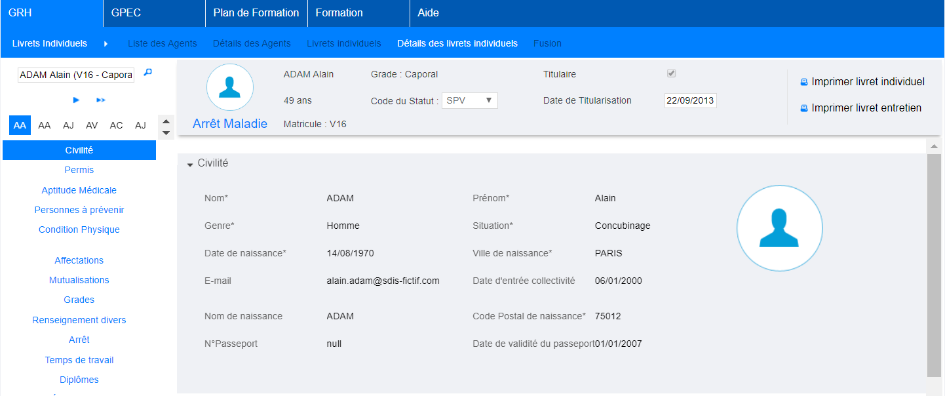 GRH GPEC Plan de Formation Formation Aide
Livrets Individuels Liste des Agents Détails des Agents Livrets Individuels Détails des livrets individuels Fusion
ADAM Alain (V16 - Capora
AA AA AJ AV AC AJ
Civilité
Permis
Aptitude Médicale
Personnes à prévenir
Condition Physique
Affectations
Mutualisations
Grades
Renseignement divers
Arrêt
Temps de travail
Diplômes
ADAM Alain Grade : Caporal Titulaire
49 ans Code du Statut : SPV Date de Titularisation 22/09/2013
Arrêt Maladie Matricule : V16
Imprimer livret individuel
Imprimer livret entretien
Civilité
Nom* ADAM Prénom* Alain
Genre* Homme Situation* Concubinage
Date de naissance* 14/08/1970 Ville de naissance* PARIS
E-mail alain.adam@sdis-fictif.com Date d'entrée collectivité 06/01/2000
Nom de naissance ADAM Code Postal de naissance* 75012
N°Passeport null Date de validité du passeport01/01/2007